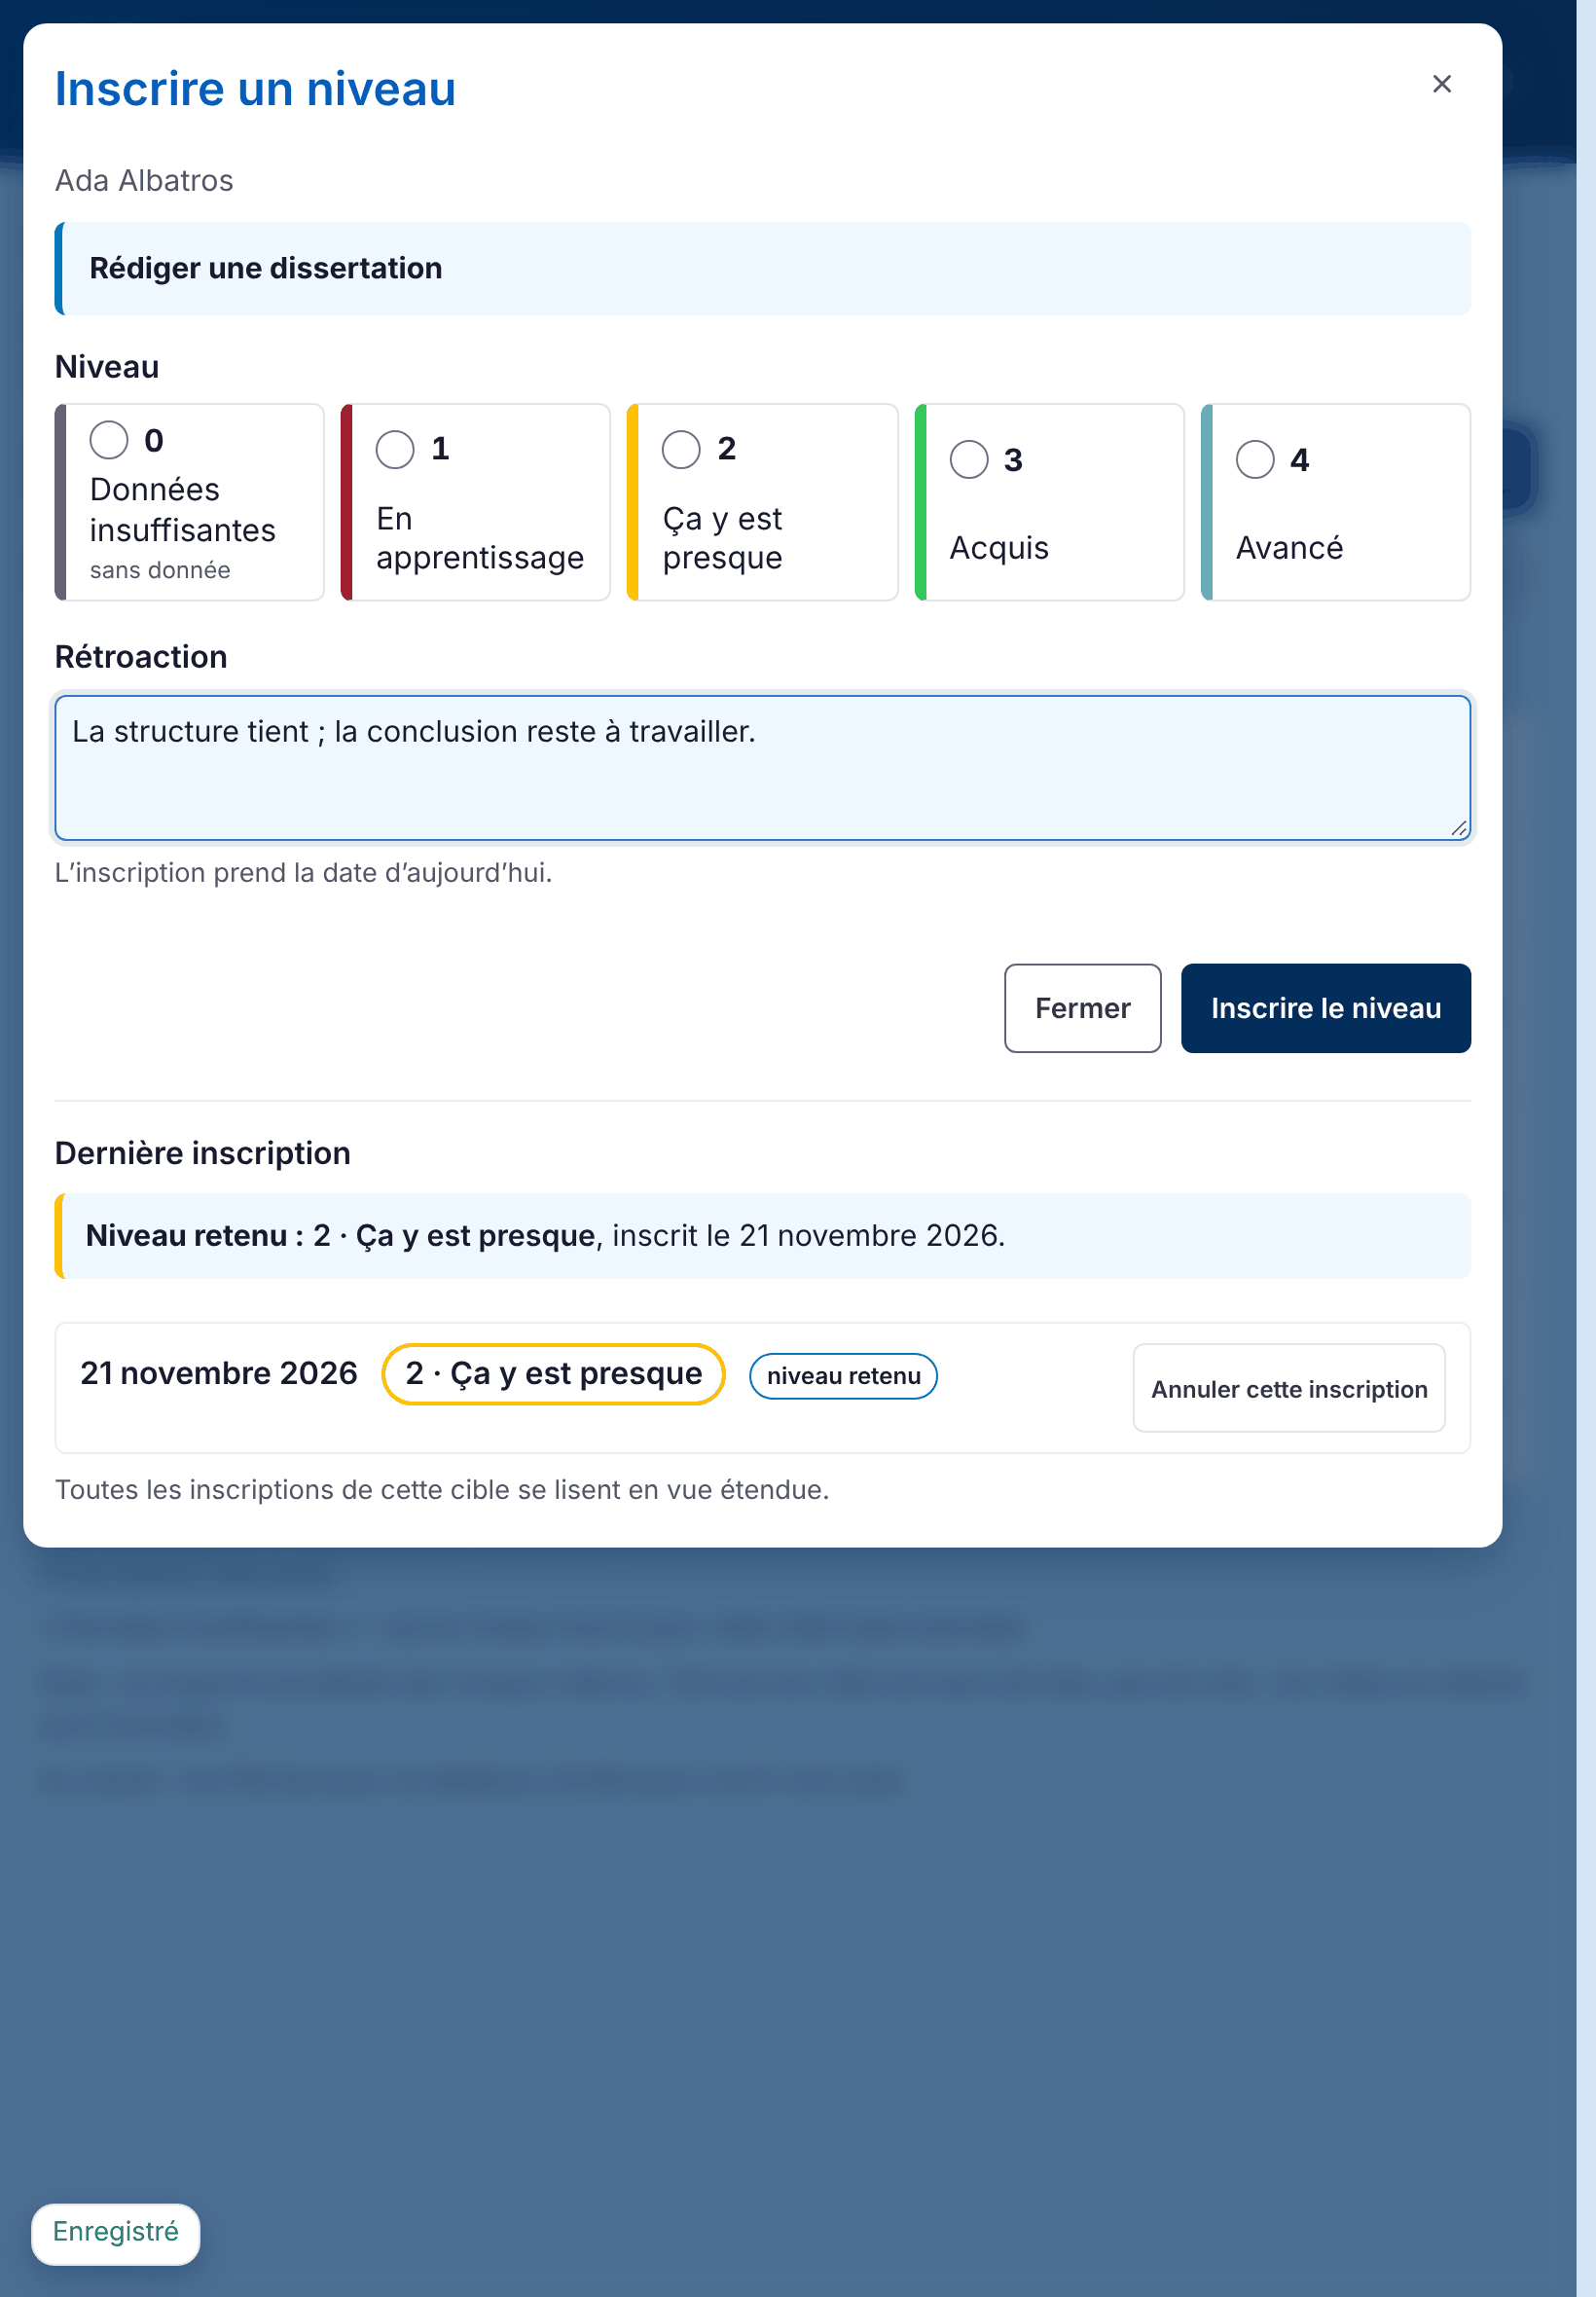 Inscrire un niveau
×
Ada Albatros
Rédiger une dissertation
Niveau
0
Données
insuffisantes
sans donnée
1
En
apprentissage
2
Ça y est
presque
3
Acquis
4
Avancé
Rétroaction
La structure tient ; la conclusion reste à travailler.
L’inscription prend la date d’aujourd’hui.
Fermer
Inscrire le niveau
Dernière inscription
Niveau retenu : 2 · Ça y est presque, inscrit le 21 novembre 2026.
21 novembre 2026 2 · Ça y est presque niveau retenu
Annuler cette inscription
Toutes les inscriptions de cette cible se lisent en vue étendue.
Enregistré